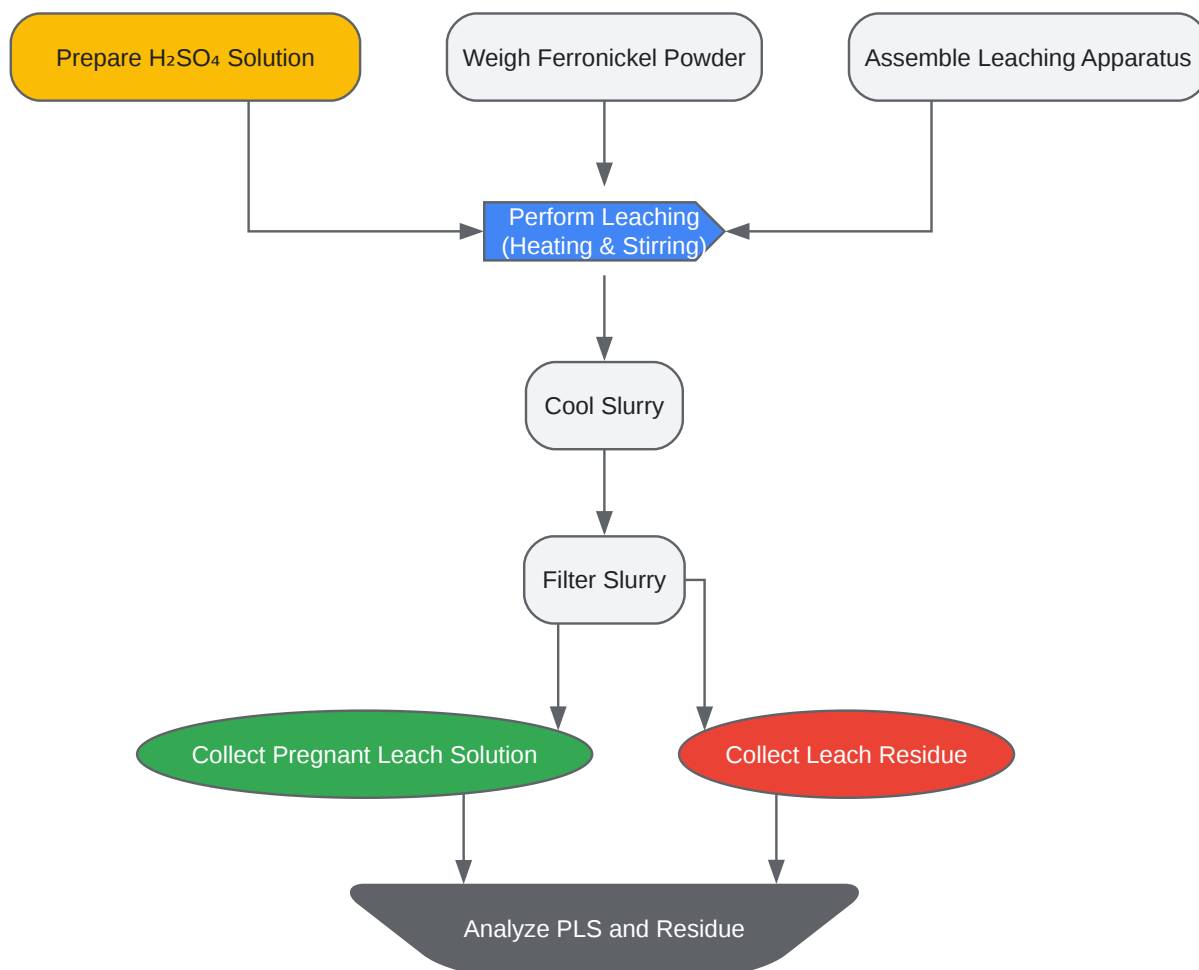 Prepare H₂SO₄ Solution
Weigh Ferronickel Powder
Assemble Leaching Apparatus
Perform Leaching
(Heating & Stirring)
Cool Slurry
Filter Slurry
Collect Pregnant Leach Solution
Collect Leach Residue
Analyze PLS and Residue